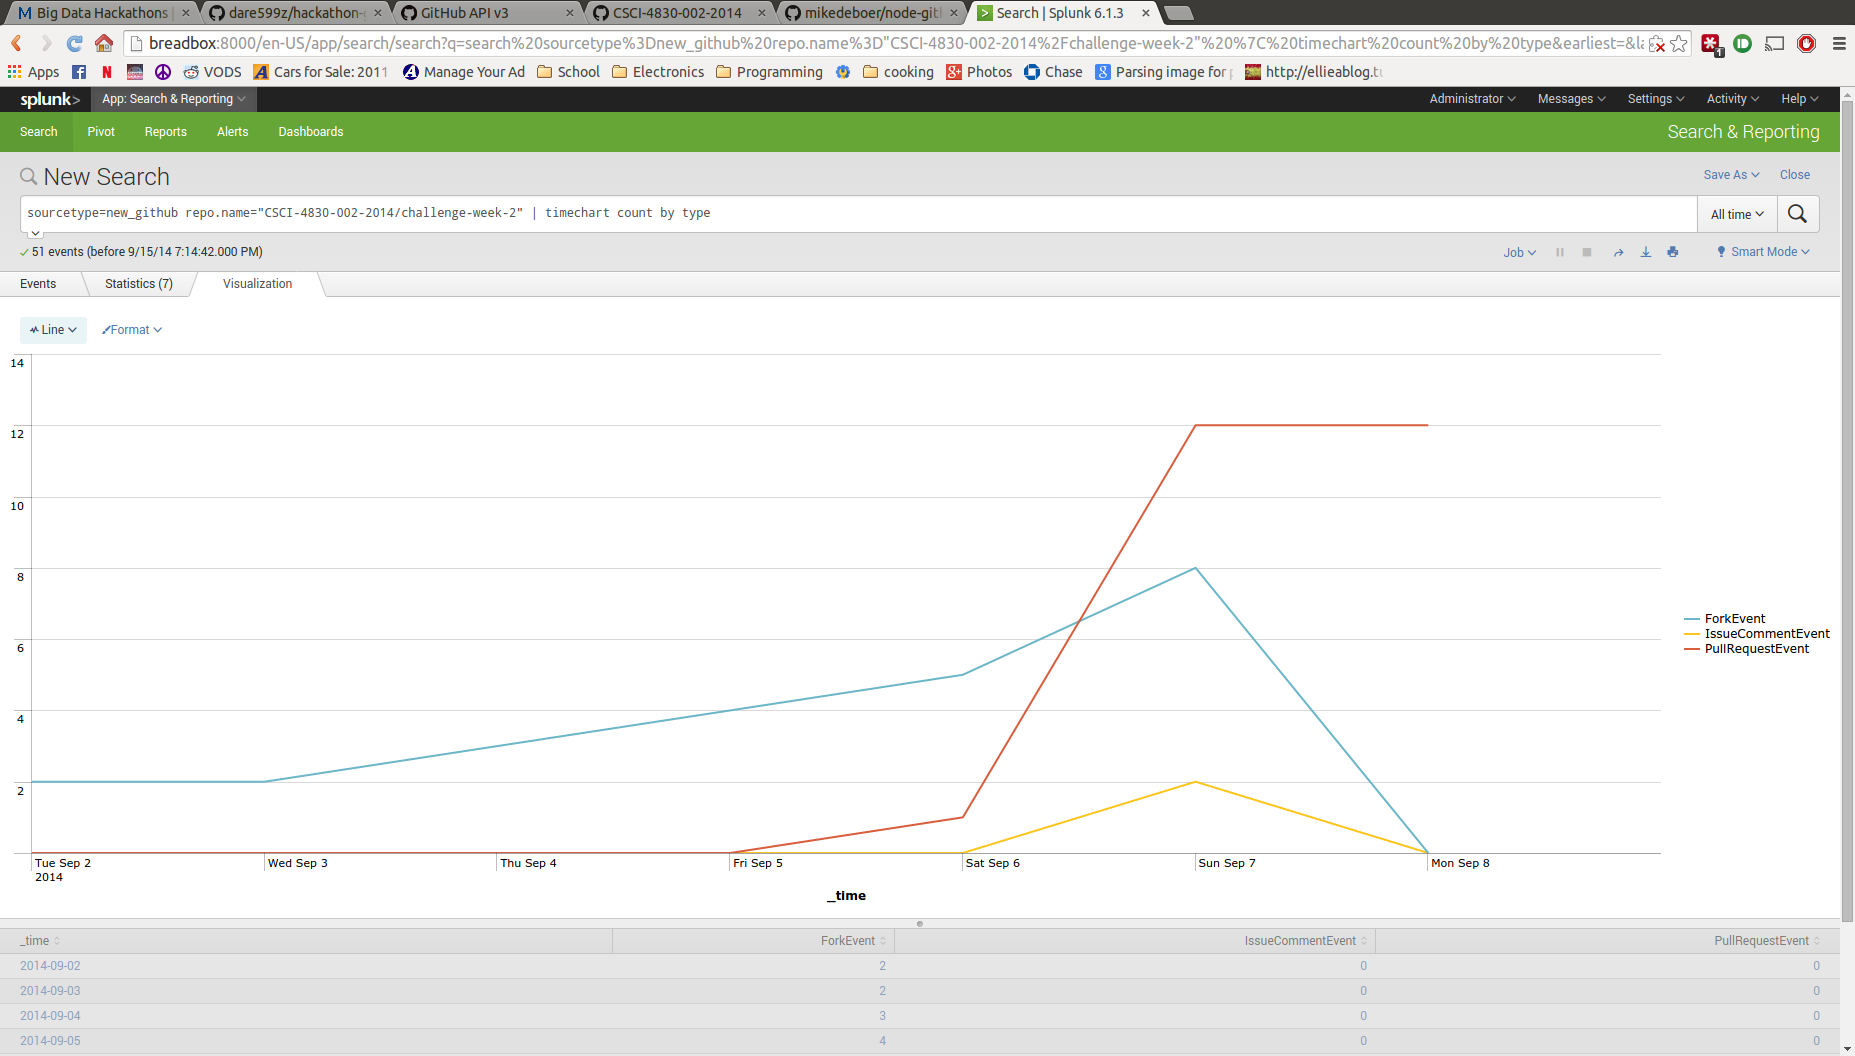 Big Data Hackathons
dare599z/hackathon-
GitHub API v3
CSCI-4830-002-2014
mikedeboer/node-git
Search | Splunk 6.1.3
breadbox:8000/en-US/app/search/search?q=search%20sourcetype%3Dnew_github%20repo.name%3D"CSCI-4830-002-2014%2Fchallenge-week-2"%20%7C%20timechart%20count%20by%20type&earliest=&la
Apps
VODS
Cars for Sale: 2011
Manage Your Ad
School
Electronics
Programming
cooking
Photos
Chase
Parsing image for
http://ellieablog.tu
splunk>
App: Search & Reporting
Administrator
Messages
Settings
Activity
Help
Search
Pivot
Reports
Alerts
Dashboards
Search & Reporting
New Search
Save As
Close
sourcetype=new_github repo.name="CSCI-4830-002-2014/challenge-week-2" | timechart count by type
All time
51 events (before 9/15/14 7:14:42.000 PM)
Job
Smart Mode
Events
Statistics (7)
Visualization
Line
Format
14
12
10
8
6
4
2
ForkEvent
IssueCommentEvent
PullRequestEvent
Tue Sep 2
2014
Wed Sep 3
Thu Sep 4
Fri Sep 5
Sat Sep 6
Sun Sep 7
Mon Sep 8
_time
_time ForkEvent IssueCommentEvent PullRequestEvent
2014-09-02 2 0 0
2014-09-03 2 0 0
2014-09-04 3 0 0
2014-09-05 4 0 0